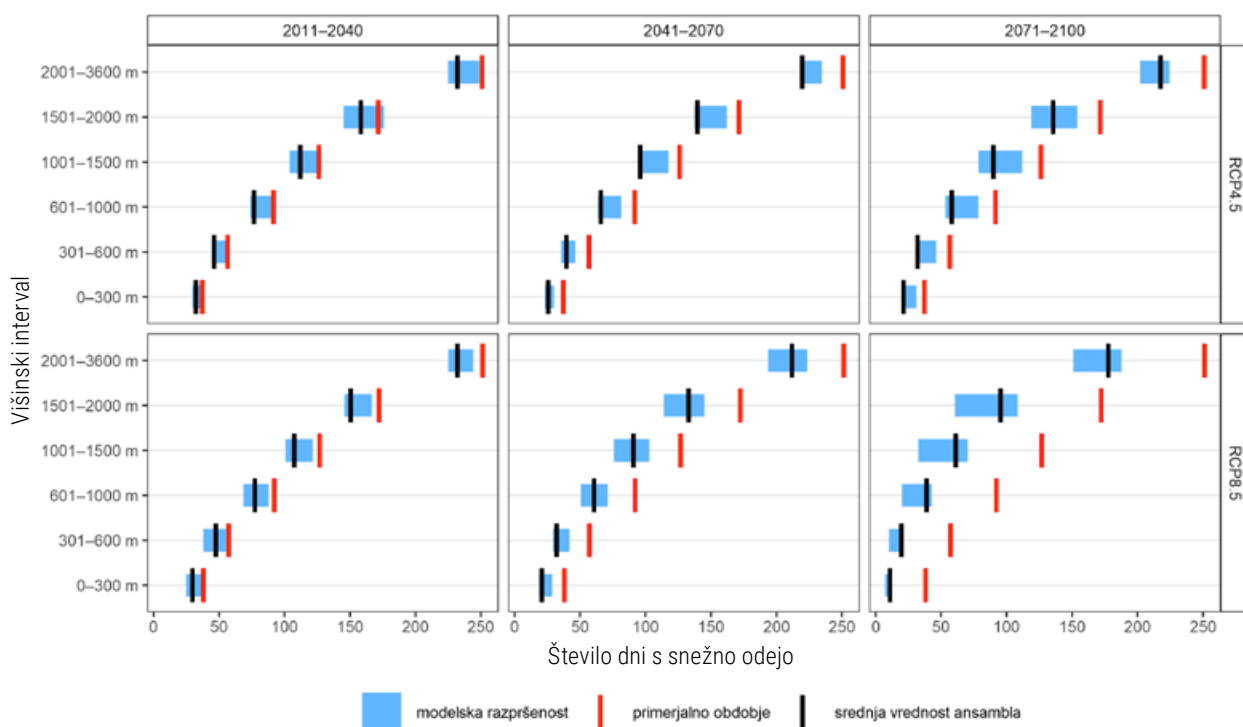 2011–2040 2041–2070 2071–2100
2001–3600 m
1501–2000 m
1001–1500 m
601–1000 m
301–600 m
0–300 m
RCP4.5
2001–3600 m
1501–2000 m
1001–1500 m
601–1000 m
301–600 m
0–300 m
RCP8.5
Višinski interval
0 50 100 150 200 250 0 50 100 150 200 250 0 50 100 150 200 250
Število dni s snežno odejo
modelska razpršenost primerjalno obdobje srednja vrednost ansambla